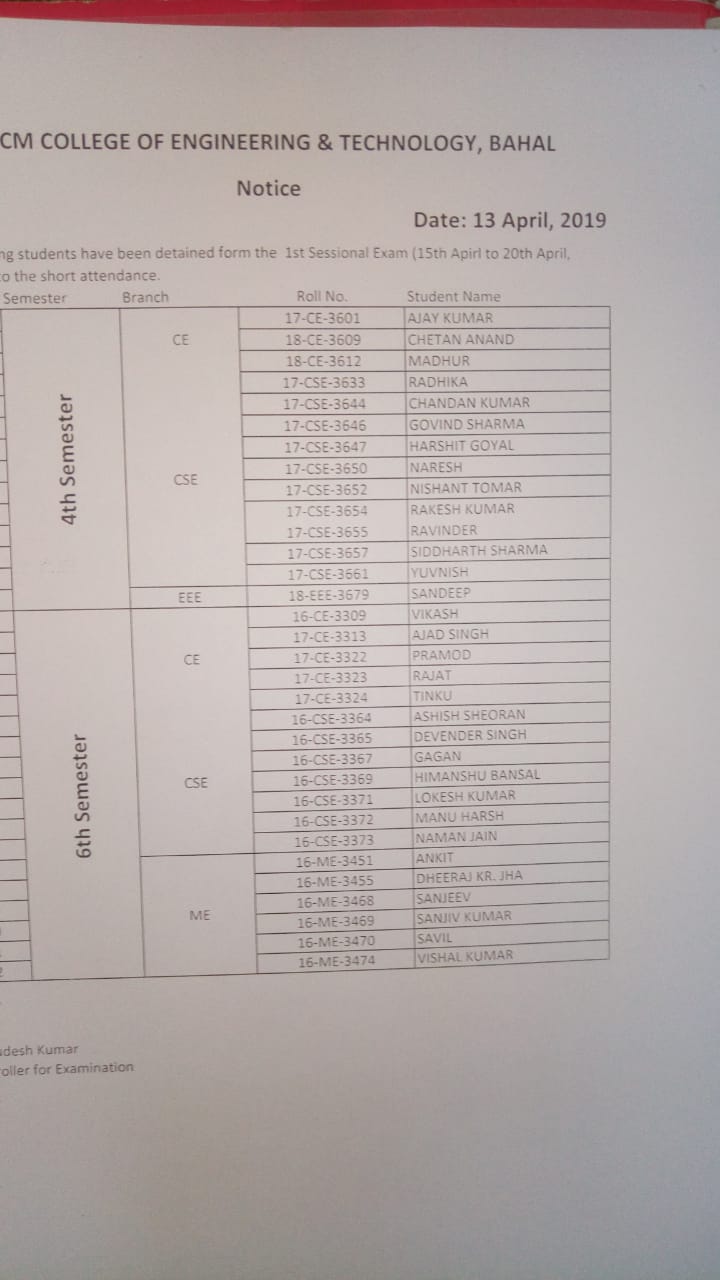 CM COLLEGE OF ENGINEERING & TECHNOLOGY, BAHAL
Notice
Date: 13 April, 2019
ng students have been detained form the 1st Sessional Exam (15th Apirl to 20th April,
to the short attendance.
Semester Branch Roll No. Student Name
4th Semester
CE
17-CE-3601 AJAY KUMAR
18-CE-3609 CHETAN ANAND
18-CE-3612 MADHUR
CSE
17-CSE-3633 RADHIKA
17-CSE-3644 CHANDAN KUMAR
17-CSE-3646 GOVIND SHARMA
17-CSE-3647 HARSHIT GOYAL
17-CSE-3650 NARESH
17-CSE-3652 NISHANT TOMAR
17-CSE-3654 RAKESH KUMAR
17-CSE-3655 RAVINDER
17-CSE-3657 SIDDHARTH SHARMA
17-CSE-3661 YUVNISH
EEE 18-EEE-3679 SANDEEP
6th Semester
CE
16-CE-3309 VIKASH
17-CE-3313 AJAD SINGH
17-CE-3322 PRAMOD
17-CE-3323 RAJAT
17-CE-3324 TINKU
CSE
16-CSE-3364 ASHISH SHEORAN
16-CSE-3365 DEVENDER SINGH
16-CSE-3367 GAGAN
16-CSE-3369 HIMANSHU BANSAL
16-CSE-3371 LOKESH KUMAR
16-CSE-3372 MANU HARSH
16-CSE-3373 NAMAN JAIN
ME
16-ME-3451 ANKIT
16-ME-3455 DHEERAJ KR. JHA
16-ME-3468 SANJEEV
16-ME-3469 SANJIV KUMAR
16-ME-3470 SAVIL
16-ME-3474 VISHAL KUMAR
desh Kumar
oller for Examination